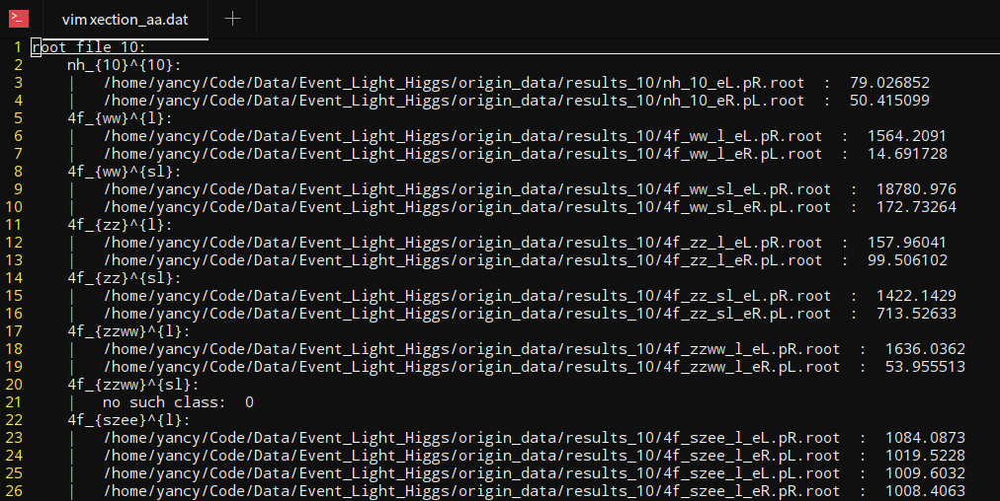 vim xection_aa.dat
1 root file 10:
2 nh_{10}^{10}:
3 | /home/yancy/Code/Data/Event_Light_Higgs/origin_data/results_10/nh_10_eL.pR.root : 79.026852
4 | /home/yancy/Code/Data/Event_Light_Higgs/origin_data/results_10/nh_10_eR.pL.root : 50.415099
5 4f_{ww}^{l}:
6 | /home/yancy/Code/Data/Event_Light_Higgs/origin_data/results_10/4f_ww_l_eL.pR.root : 1564.2091
7 | /home/yancy/Code/Data/Event_Light_Higgs/origin_data/results_10/4f_ww_l_eR.pL.root : 14.691728
8 4f_{ww}^{sl}:
9 | /home/yancy/Code/Data/Event_Light_Higgs/origin_data/results_10/4f_ww_sl_eL.pR.root : 18780.976
10 | /home/yancy/Code/Data/Event_Light_Higgs/origin_data/results_10/4f_ww_sl_eR.pL.root : 172.73264
11 4f_{zz}^{l}:
12 | /home/yancy/Code/Data/Event_Light_Higgs/origin_data/results_10/4f_zz_l_eL.pR.root : 157.96041
13 | /home/yancy/Code/Data/Event_Light_Higgs/origin_data/results_10/4f_zz_l_eR.pL.root : 99.506102
14 4f_{zz}^{sl}:
15 | /home/yancy/Code/Data/Event_Light_Higgs/origin_data/results_10/4f_zz_sl_eL.pR.root : 1422.1429
16 | /home/yancy/Code/Data/Event_Light_Higgs/origin_data/results_10/4f_zz_sl_eR.pL.root : 713.52633
17 4f_{zzww}^{l}:
18 | /home/yancy/Code/Data/Event_Light_Higgs/origin_data/results_10/4f_zzww_l_eL.pR.root : 1636.0362
19 | /home/yancy/Code/Data/Event_Light_Higgs/origin_data/results_10/4f_zzww_l_eR.pL.root : 53.955513
20 4f_{zzww}^{sl}:
21 | no such class: 0
22 4f_{szee}^{l}:
23 | /home/yancy/Code/Data/Event_Light_Higgs/origin_data/results_10/4f_szee_l_eL.pR.root : 1084.0873
24 | /home/yancy/Code/Data/Event_Light_Higgs/origin_data/results_10/4f_szee_l_eR.pL.root : 1019.5228
25 | /home/yancy/Code/Data/Event_Light_Higgs/origin_data/results_10/4f_szee_l_eL.pL.root : 1009.6032
26 | /home/yancy/Code/Data/Event_Light_Higgs/origin_data/results_10/4f_szee_l_eR.pR.root : 1008.4063